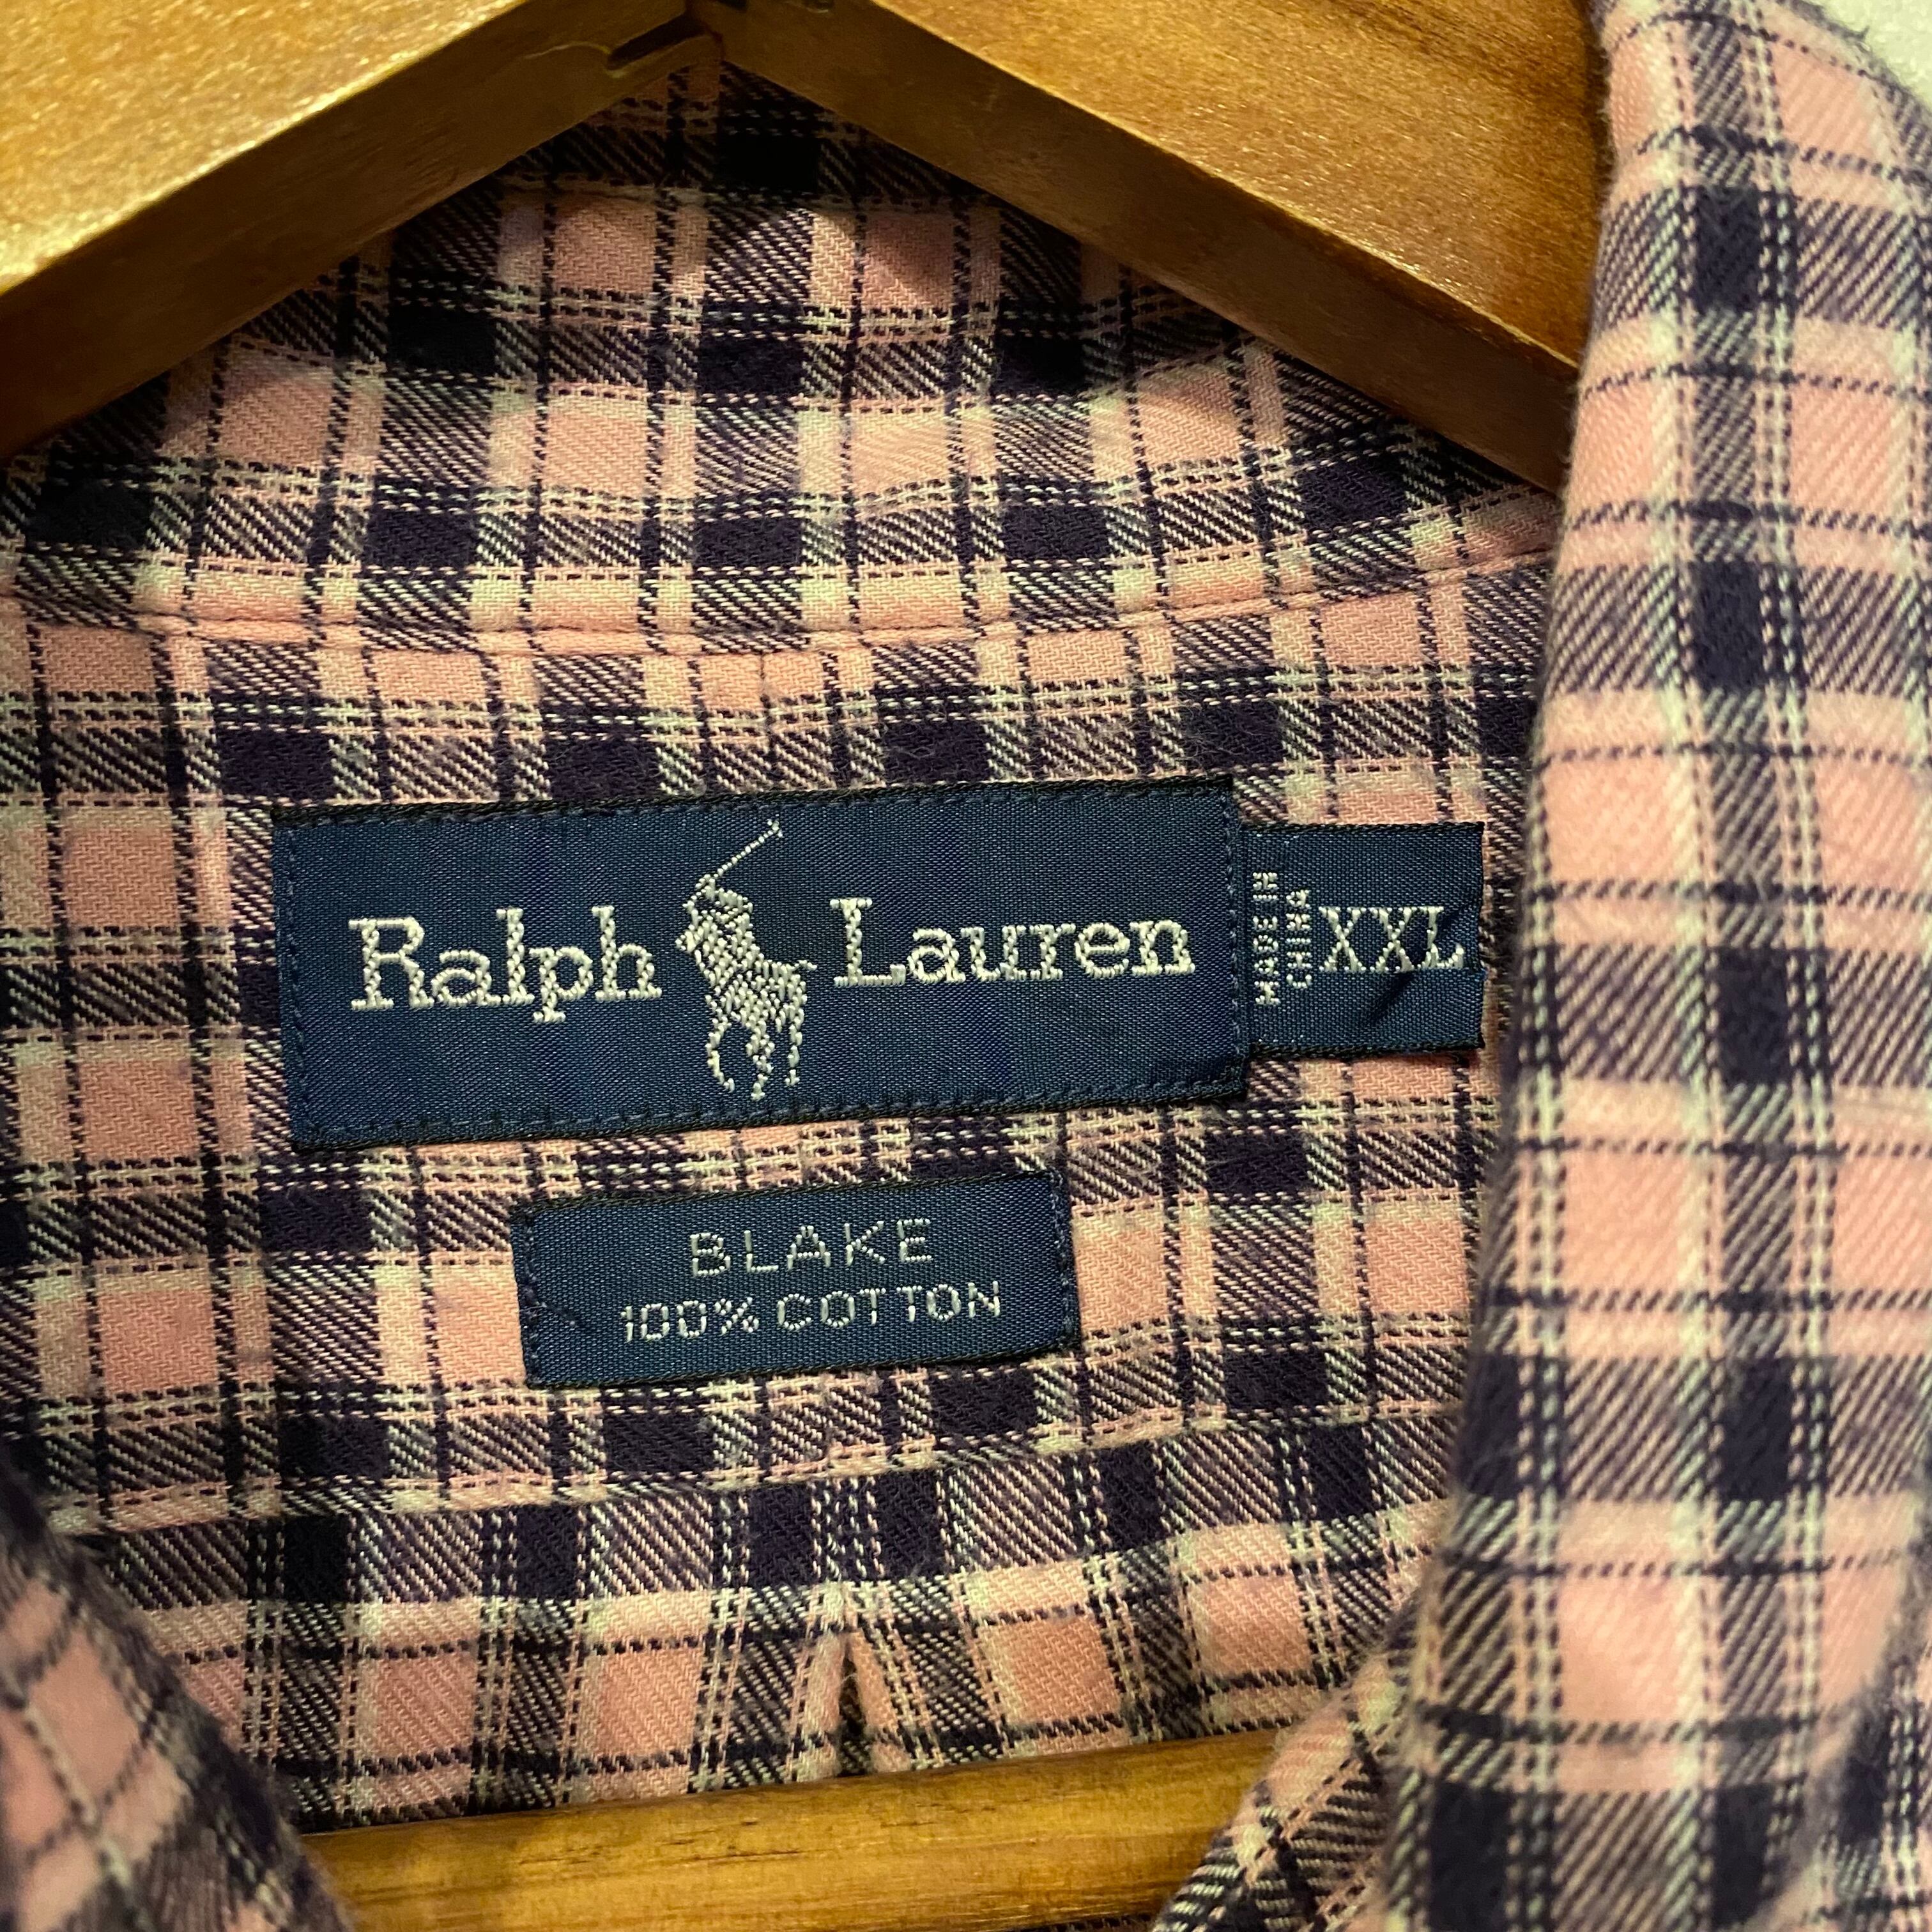 Ralph Lauren
MADE IN
CHINA
XXL
BLAKE
100% COTTON